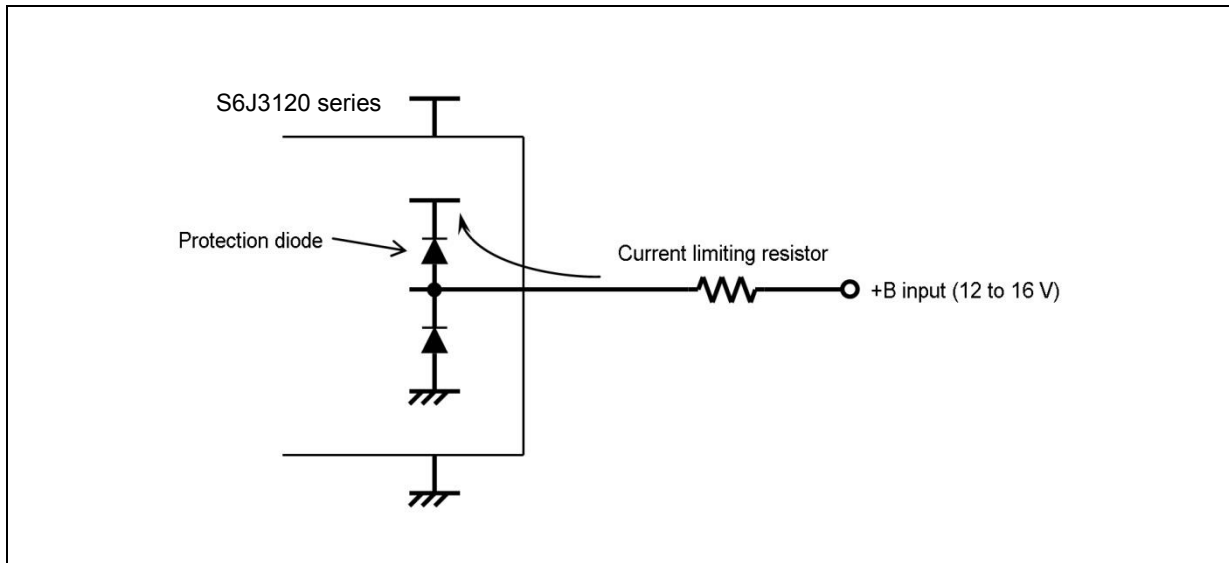 S6J3120 series
Protection diode
Current limiting resistor
+B input (12 to 16 V)